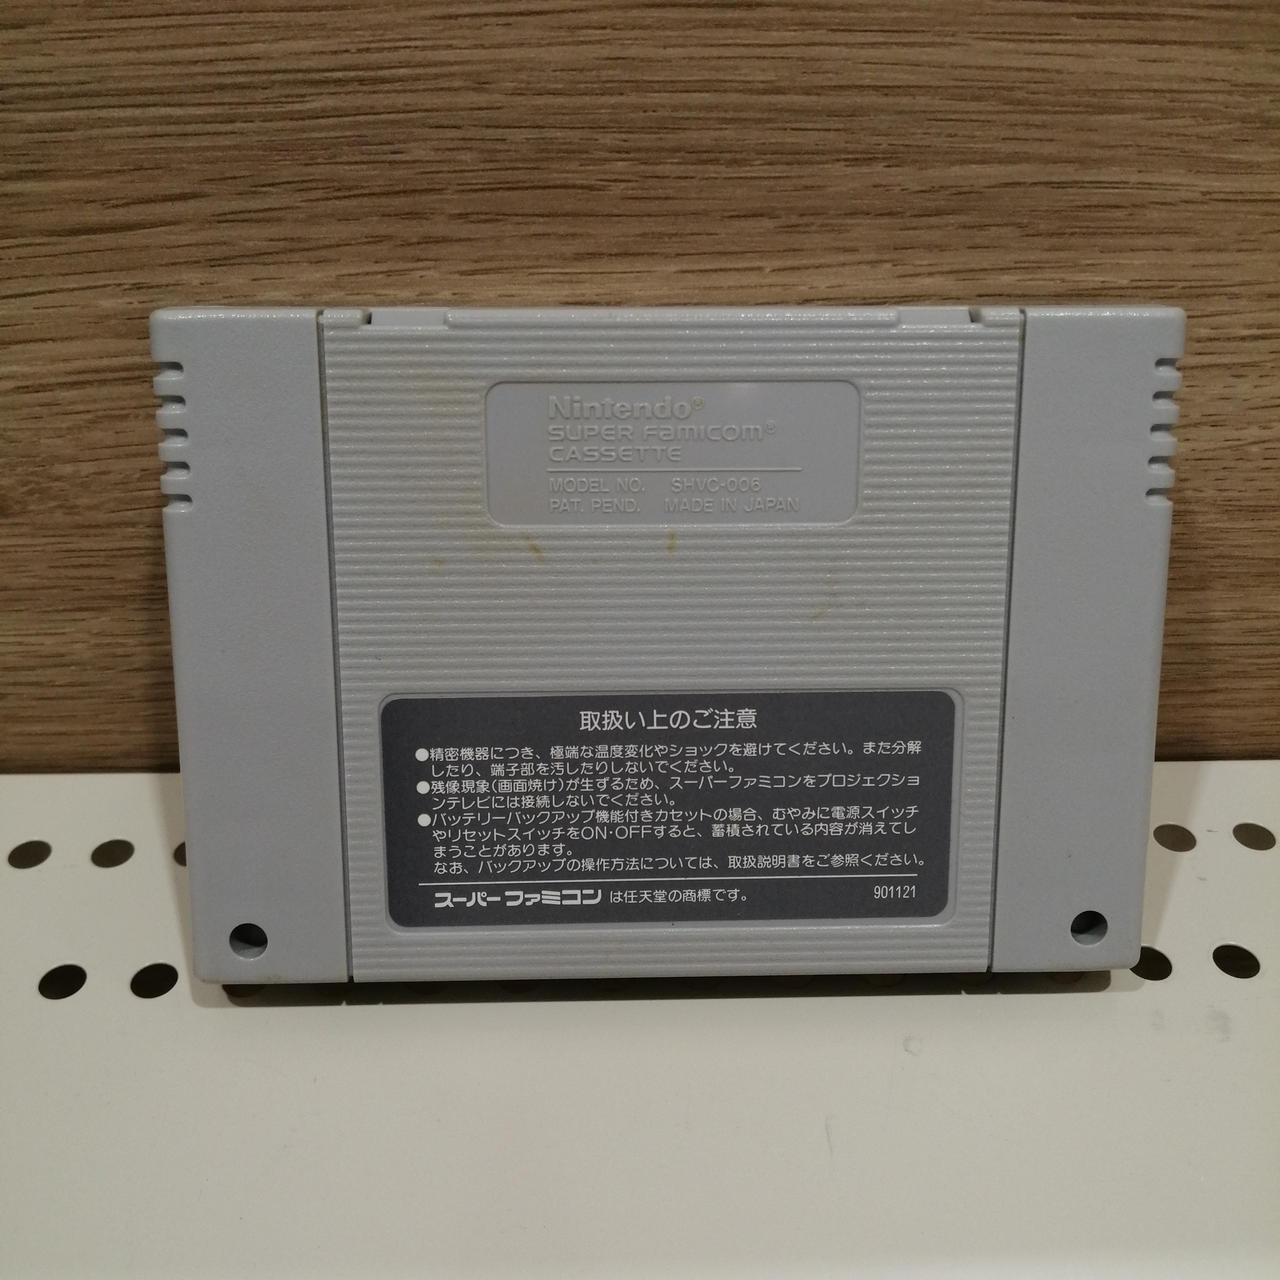 Nintendo®
SUPER FAMICOM®
CASSETTE
MODEL NO. SHVC-006
PAT. PEND. MADE IN JAPAN
取扱い上のご注意
●精密機器につき、極端な温度変化やショックを避けてください。また分解
したり、端子部を汚したりしないでください。
●残像現象(画面焼け)が生ずるため、スーパーファミコンをプロジェクショ
ンテレビには接続しないでください。
●バッテリーバックアップ機能付きカセットの場合、むやみに電源スイッチ
やリセットスイッチをON·OFFすると、蓄積されている内容が消えてし
まうことがあります。
なお、バックアップの操作方法については、取扱説明書をご参照ください。
スーパーファミコン は任天堂の商標です。 901121